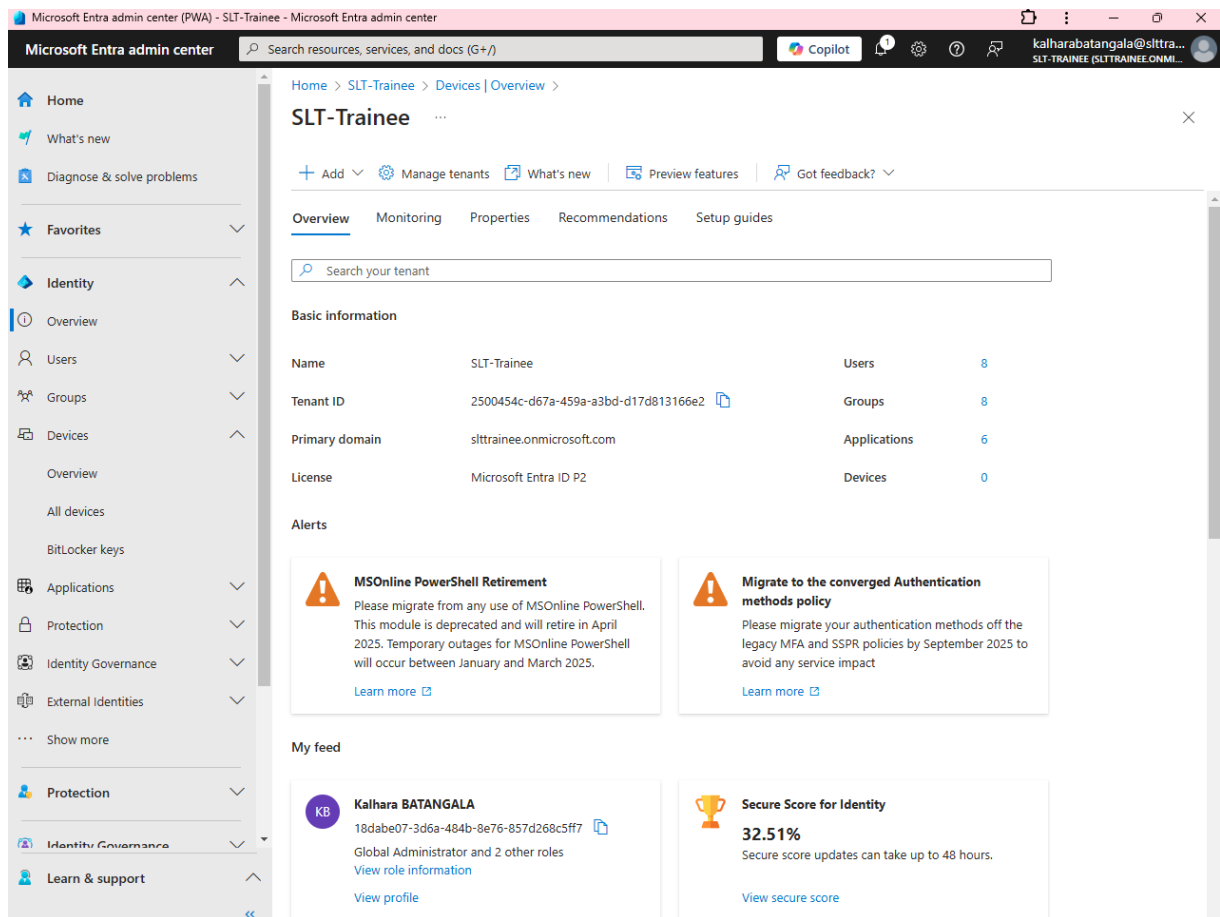 Microsoft Entra admin center (PWA) - SLT-Trainee - Microsoft Entra admin center
Microsoft Entra admin center
Search resources, services, and docs (G+/)
Copilot
1
kalharabatangala@slttra...
SLT-TRAINEE (SLTTRAINEE.ONMI...
Home
What's new
Diagnose & solve problems
Favorites
Identity
Overview
Users
Groups
Devices
Overview
All devices
BitLocker keys
Applications
Protection
Identity Governance
External Identities
Show more
Protection
Identity Governance
Learn & support
Home > SLT-Trainee > Devices | Overview >
SLT-Trainee ...
Add Manage tenants What's new Preview features Got feedback?
Overview Monitoring Properties Recommendations Setup guides
Search your tenant
Basic information
Name SLT-Trainee Users 8
Tenant ID 2500454c-d67a-459a-a3bd-d17d813166e2 Groups 8
Primary domain slttrainee.onmicrosoft.com Applications 6
License Microsoft Entra ID P2 Devices 0
Alerts
MSOnline PowerShell Retirement
Please migrate from any use of MSOnline PowerShell.
This module is deprecated and will retire in April
2025. Temporary outages for MSOnline PowerShell
will occur between January and March 2025.
Learn more
Migrate to the converged Authentication
methods policy
Please migrate your authentication methods off the
legacy MFA and SSPR policies by September 2025 to
avoid any service impact
Learn more
My feed
KB
Kalhara BATANGALA
18dabe07-3d6a-484b-8e76-857d268c5ff7
Global Administrator and 2 other roles
View role information
View profile
Secure Score for Identity
32.51%
Secure score updates can take up to 48 hours.
View secure score